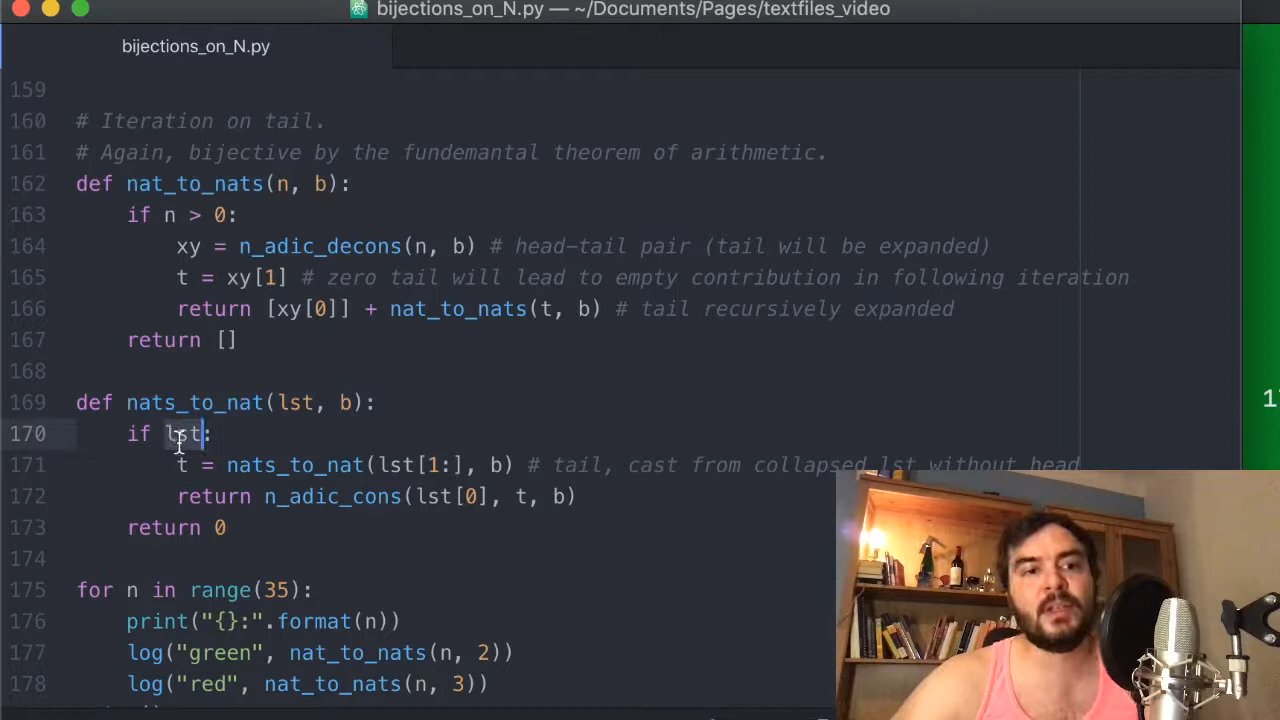 bijections_on_N.py — ~/Documents/Pages/textfiles_video
bijections_on_N.py
159
160 # Iteration on tail.
161 # Again, bijective by the fundemantal theorem of arithmetic.
162 def nat_to_nats(n, b):
163 if n > 0:
164 xy = n_adic_decons(n, b) # head-tail pair (tail will be expanded)
165 t = xy[1] # zero tail will lead to empty contribution in following iteration
166 return [xy[0]] + nat_to_nats(t, b) # tail recursively expanded
167 return []
168
169 def nats_to_nat(lst, b):
170 if lst:
171 t = nats_to_nat(lst[1:], b) # tail, cast from collapsed lst without head
172 return n_adic_cons(lst[0], t, b)
173 return 0
174
175 for n in range(35):
176 print("{}:".format(n))
177 log("green", nat_to_nats(n, 2))
178 log("red", nat_to_nats(n, 3))